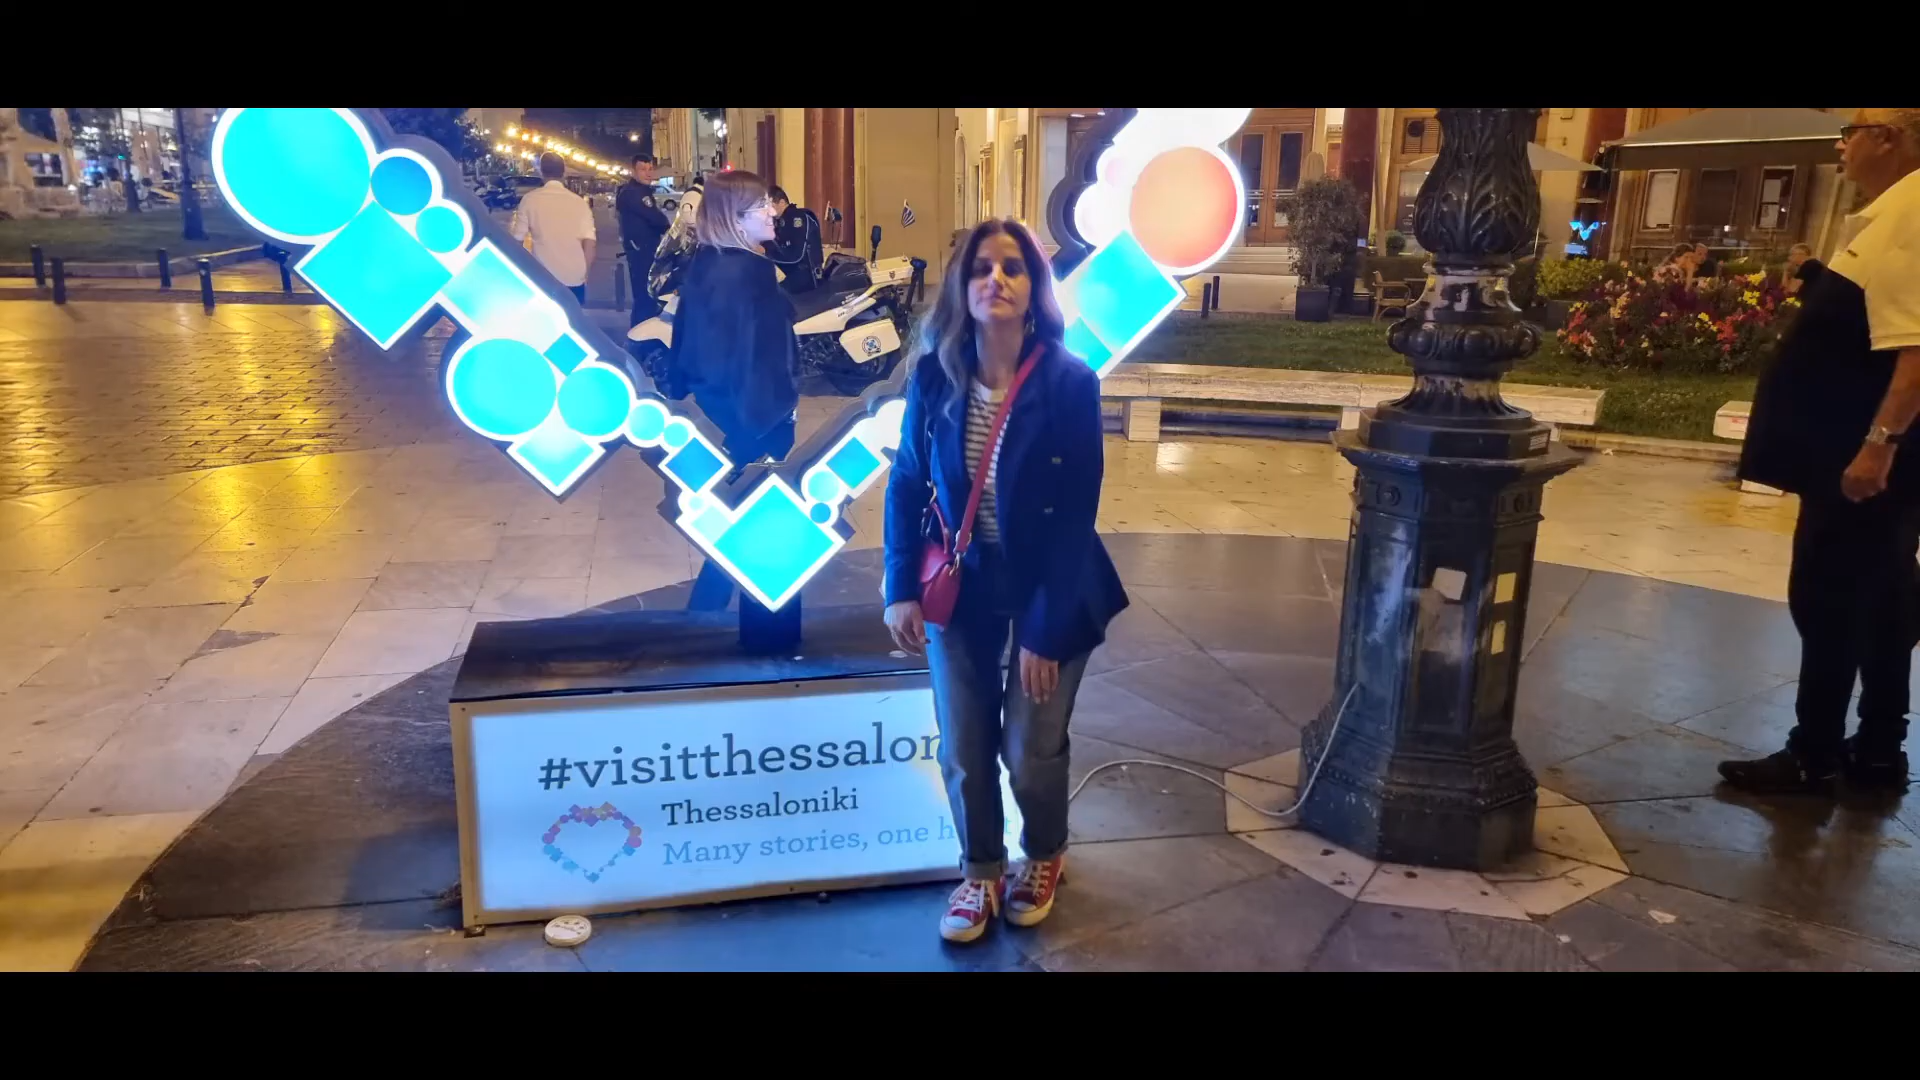 #visitthessalon
Thessaloniki
Many stories, one h